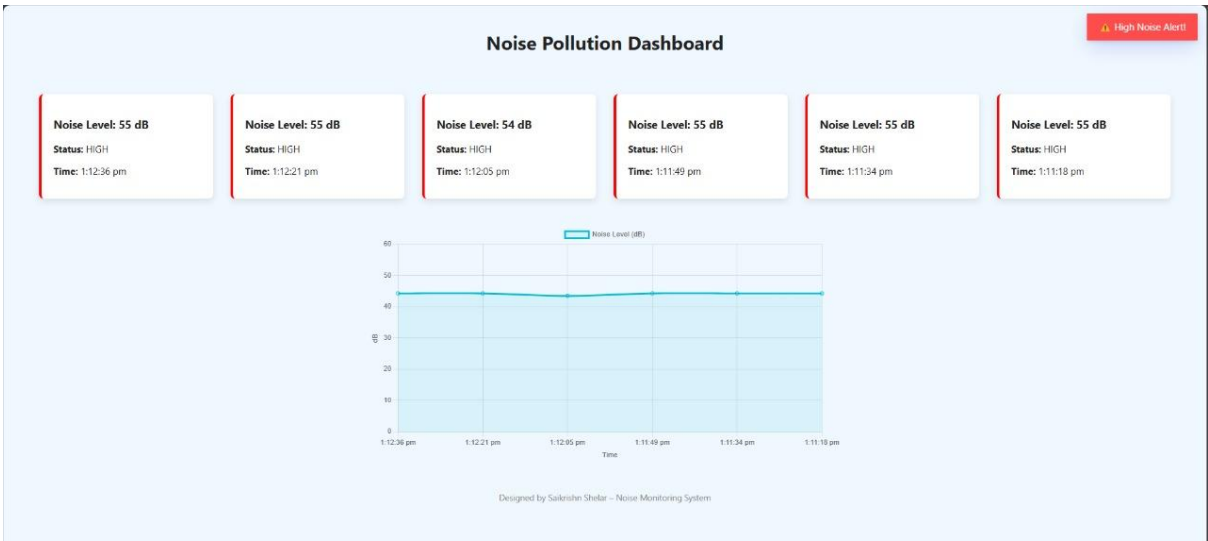 ⚠ High Noise Alert!
Noise Pollution Dashboard
Noise Level: 55 dB
Status: HIGH
Time: 1:12:36 pm
Noise Level: 55 dB
Status: HIGH
Time: 1:12:21 pm
Noise Level: 54 dB
Status: HIGH
Time: 1:12:05 pm
Noise Level: 55 dB
Status: HIGH
Time: 1:11:49 pm
Noise Level: 55 dB
Status: HIGH
Time: 1:11:34 pm
Noise Level: 55 dB
Status: HIGH
Time: 1:11:18 pm
Noise Level (dB)
60
50
40
30
20
10
0
dB
1:12:36 pm 1:12:21 pm 1:12:05 pm 1:11:49 pm 1:11:34 pm 1:11:18 pm
Time
Designed by Saikrishn Shelar – Noise Monitoring System